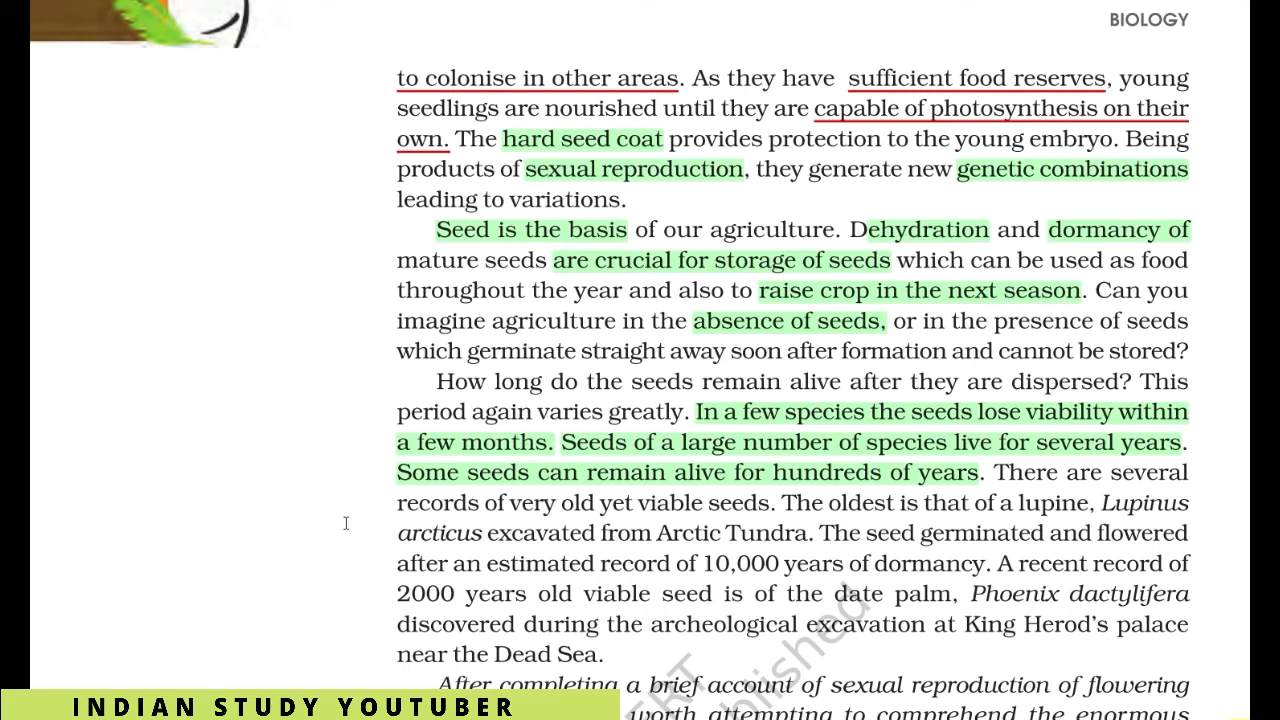 BIOLOGY
to colonise in other areas. As they have sufficient food reserves, young
seedlings are nourished until they are capable of photosynthesis on their
own. The hard seed coat provides protection to the young embryo. Being
products of sexual reproduction, they generate new genetic combinations
leading to variations.
Seed is the basis of our agriculture. Dehydration and dormancy of
mature seeds are crucial for storage of seeds which can be used as food
throughout the year and also to raise crop in the next season. Can you
imagine agriculture in the absence of seeds, or in the presence of seeds
which germinate straight away soon after formation and cannot be stored?
How long do the seeds remain alive after they are dispersed? This
period again varies greatly. In a few species the seeds lose viability within
a few months. Seeds of a large number of species live for several years.
Some seeds can remain alive for hundreds of years. There are several
records of very old yet viable seeds. The oldest is that of a lupine, Lupinus
arcticus excavated from Arctic Tundra. The seed germinated and flowered
after an estimated record of 10,000 years of dormancy. A recent record of
2000 years old viable seed is of the date palm, Phoenix dactylifera
discovered during the archeological excavation at King Herod's palace
near the Dead Sea.
After completing a brief account of sexual reproduction of flowering
worth attempting to comprehend the enormous
INDIAN STUDY YOUTUBER